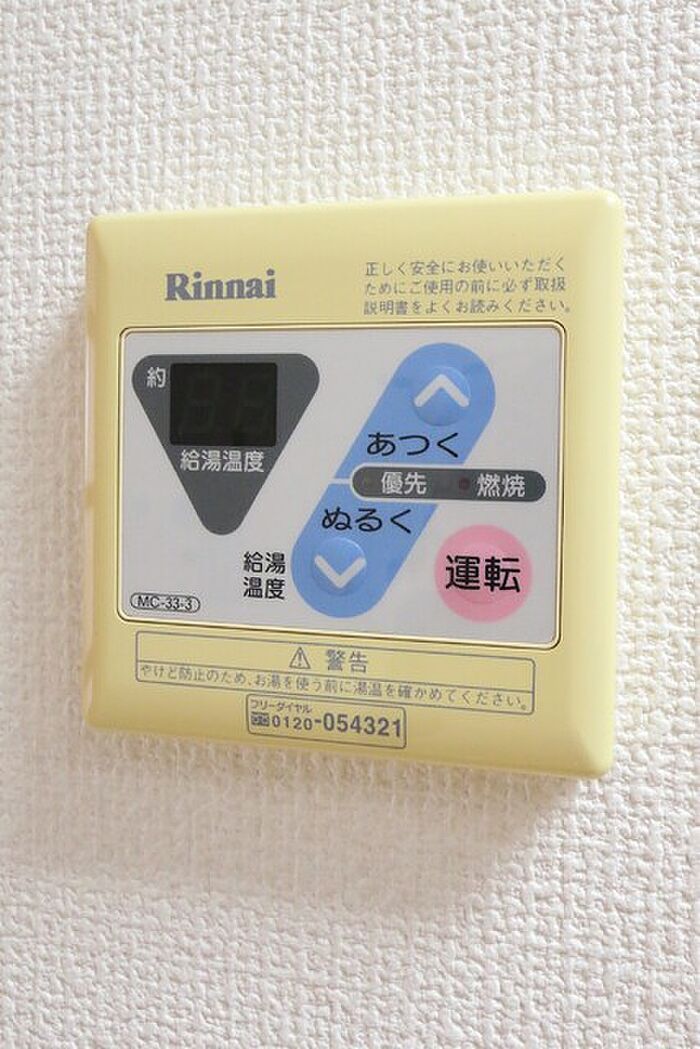 Rinnai
正しく安全にお使いいただく
ためにご使用の前に必ず取扱
説明書をよくお読みください。
約
給湯温度
あつく
優先 燃焼
ぬるく
給湯
温度
運転
MC-33-3
⚠ 警告
やけど防止のため、お湯を使う前に湯温を確かめてください。
フリーダイヤル
0120-054321